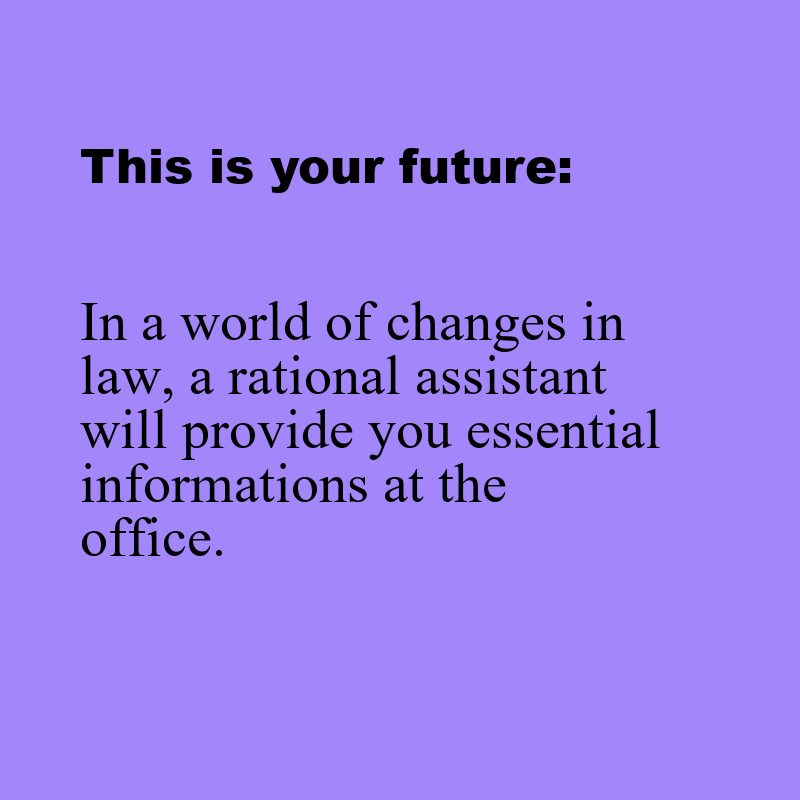 This is your future:
In a world of changes in
law, a rational assistant
will provide you essential
informations at the
office.